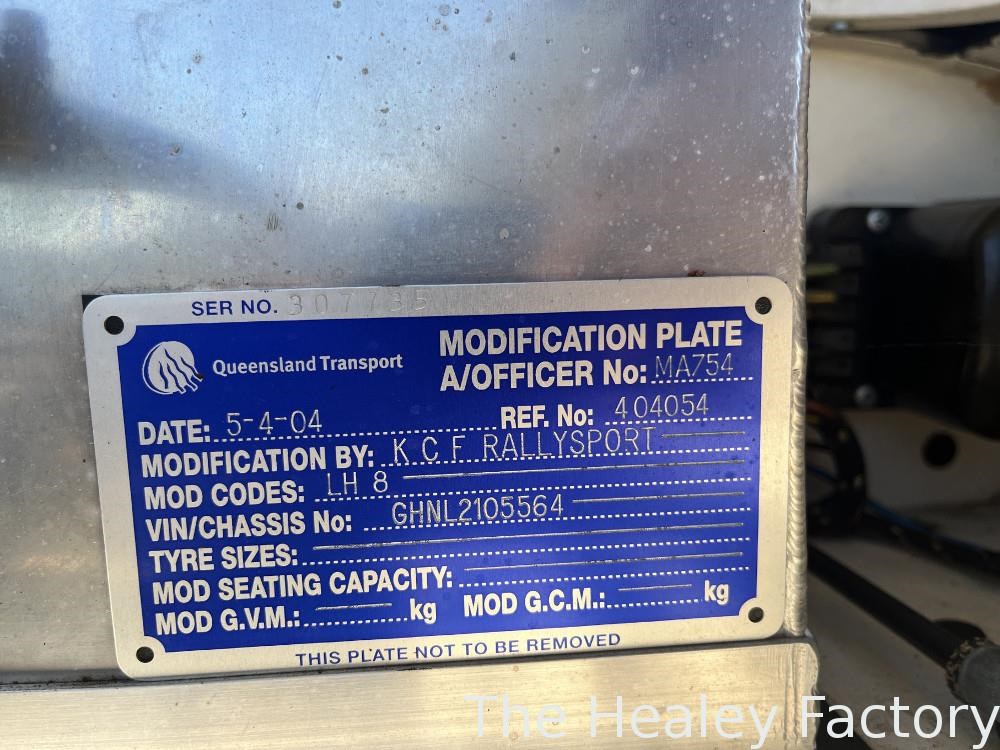 SER NO. 307735
Queensland Transport
MODIFICATION PLATE
A/OFFICER No: MA754
DATE: 5-4-04 REF. No: 404054
MODIFICATION BY: K C F RALLYSPORT
MOD CODES: LH 8
VIN/CHASSIS No: GHNL2105564
TYRE SIZES:
MOD SEATING CAPACITY:
MOD G.V.M.: kg MOD G.C.M.: kg
THIS PLATE NOT TO BE REMOVED
The Healey Factory